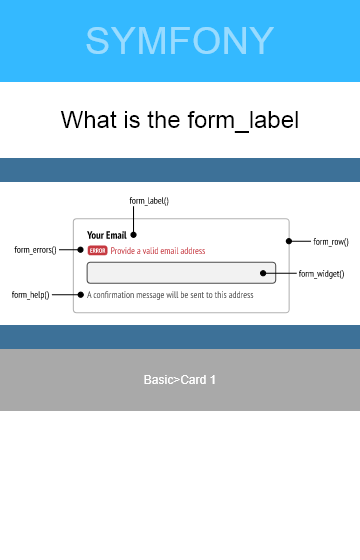 SYMFONY
What is the form_label
form_label()
Your Email
form_row()
form_errors()
ERROR Provide a valid email address
form_widget()
form_help()
A confirmation message will be sent to this address
Basic>Card 1